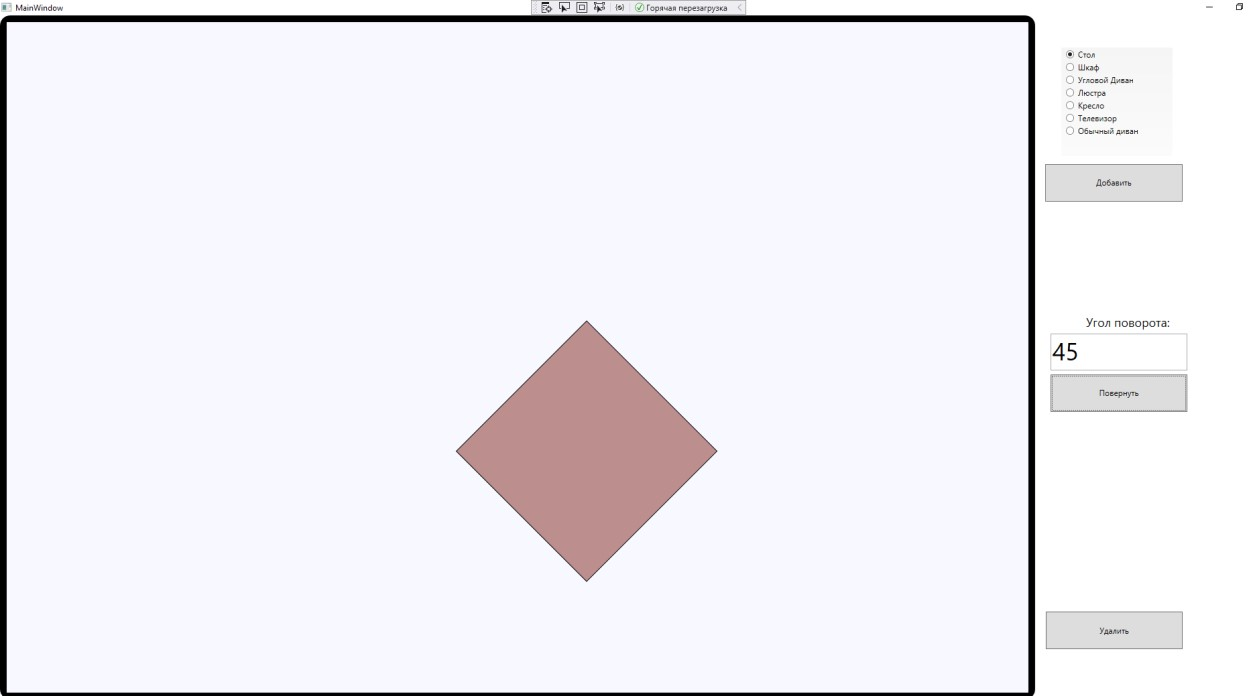 MainWindow
Горячая перезагрузка
Стол
Шкаф
Угловой Диван
Люстра
Кресло
Телевизор
Обычный диван
Добавить
Угол поворота:
45
Повернуть
Удалить